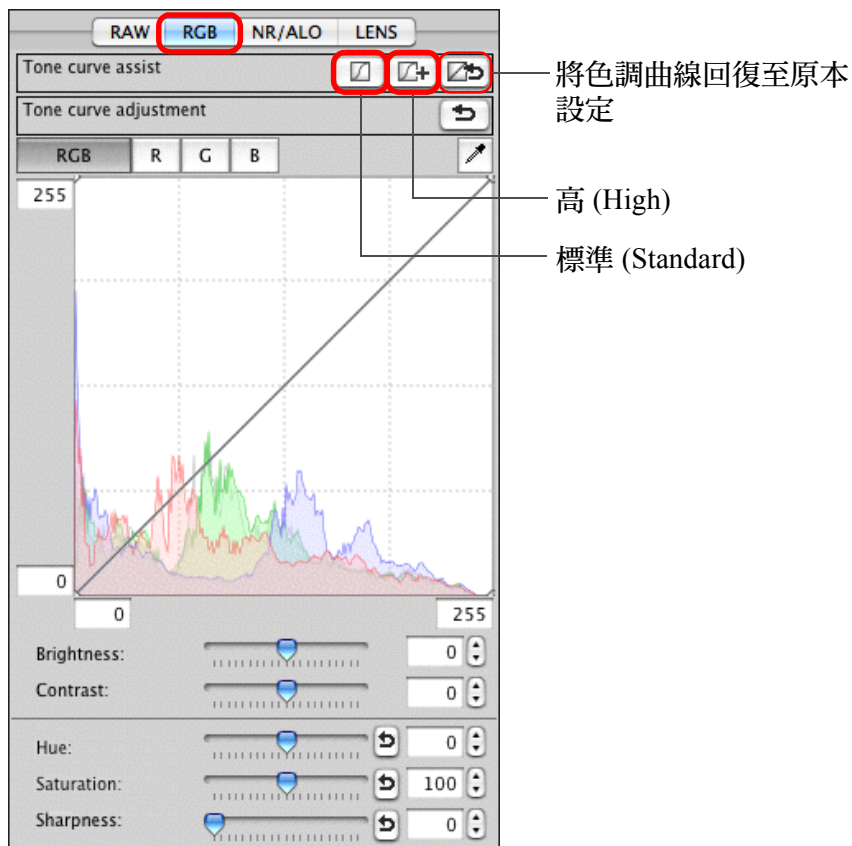 RAW RGB NR/ALO LENS
Tone curve assist
將色調曲線回復至原本
設定
Tone curve adjustment
RGB R G B
255
高 (High)
標準 (Standard)
0
0 255
Brightness: 0
Contrast: 0
Hue: 0
Saturation: 100
Sharpness: 0